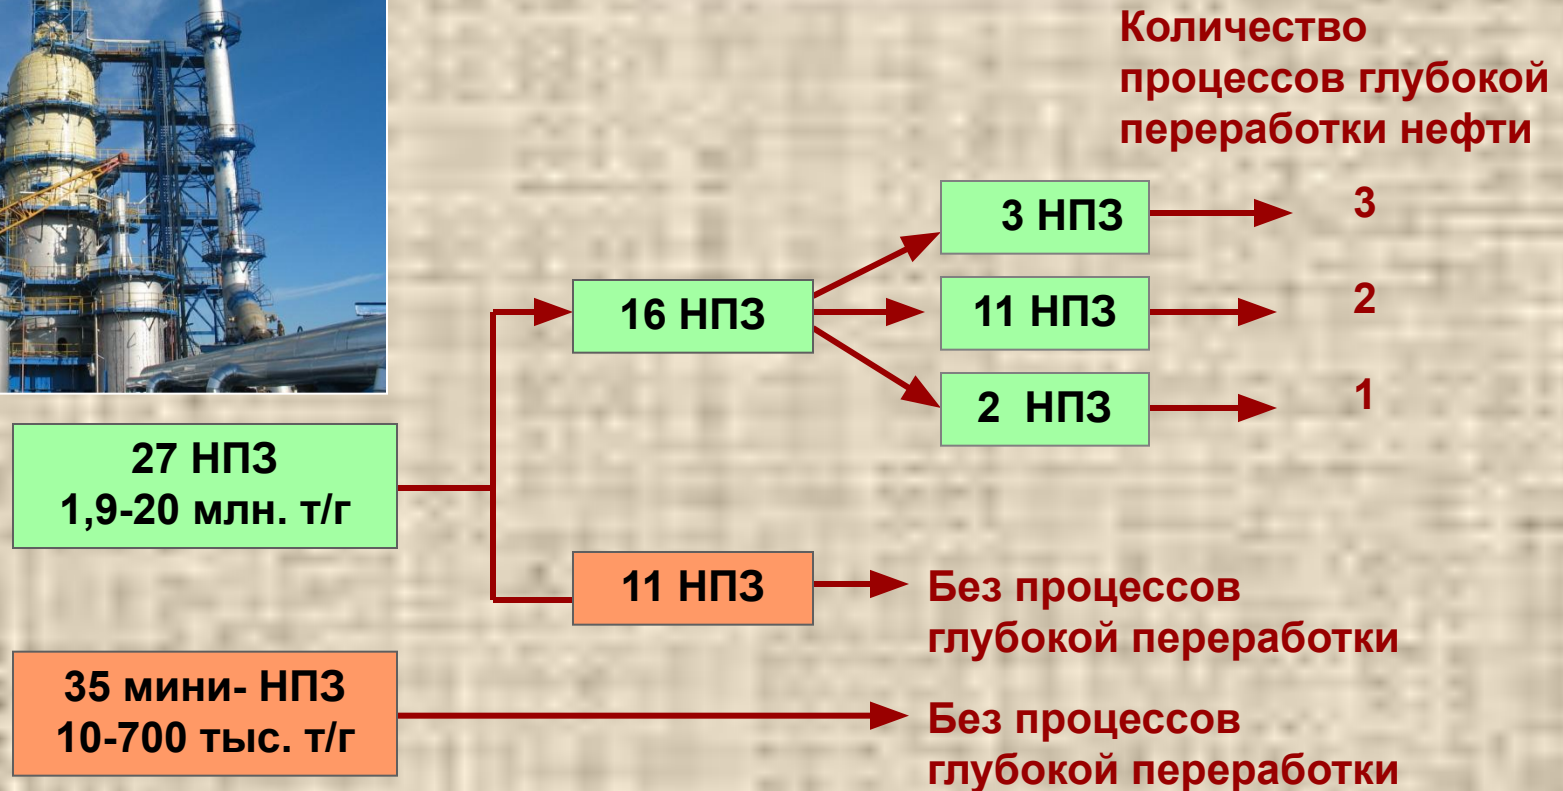 Количество
процессов глубокой
переработки нефти
3 НПЗ
3
16 НПЗ
11 НПЗ
2
2 НПЗ
1
27 НПЗ
1,9-20 млн. т/г
11 НПЗ
Без процессов
глубокой переработки
35 мини- НПЗ
10-700 тыс. т/г
Без процессов
глубокой переработки